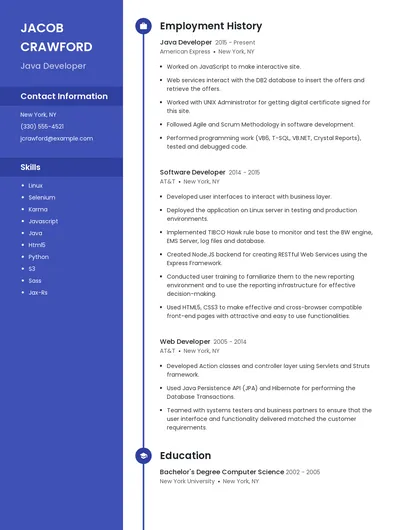 JACOB
CRAWFORD
Java Developer
Contact Information
New York, NY
(330) 555-4521
jcrawford@example.com
Skills
• Linux
• Selenium
• Karma
• Javascript
• Java
• Html5
• Python
• S3
• Sass
• Jax-Rs
Employment History
Java Developer 2015 - Present
American Express • New York, NY
• Worked on JavaScript to make interactive site.
• Web services interact with the DB2 database to insert the offers and
retrieve the offers.
• Worked with UNIX Administrator for getting digital certificate signed for
this site.
• Followed Agile and Scrum Methodology in software development.
• Performed programming work (VB6, T-SQL, VB.NET, Crystal Reports),
tested and debugged code.
Software Developer 2014 - 2015
AT&T • New York, NY
• Developed user interfaces to interact with business layer.
• Deployed the application on Linux server in testing and production
environments.
• Implemented TIBCO Hawk rule base to monitor and test the BW engine,
EMS Server, log files and database.
• Created Node.JS backend for creating RESTful Web Services using the
Express Framework.
• Conducted user training to familiarize them to the new reporting
environment and to use the reporting infrastructure for effective
decision-making.
• Used HTML5, CSS3 to make effective and cross-browser compatible
front-end pages with attractive and easy to use functionalities.
Web Developer 2005 - 2014
AT&T • New York, NY
• Developed Action classes and controller layer using Servlets and Struts
framework.
• Used Java Persistence API (JPA) and Hibernate for performing the
Database Transactions.
• Teamed with systems testers and business partners to ensure that the
user interface and functionality delivered matched the customer
requirements.
Education
Bachelor's Degree Computer Science 2002 - 2005
New York University • New York, NY